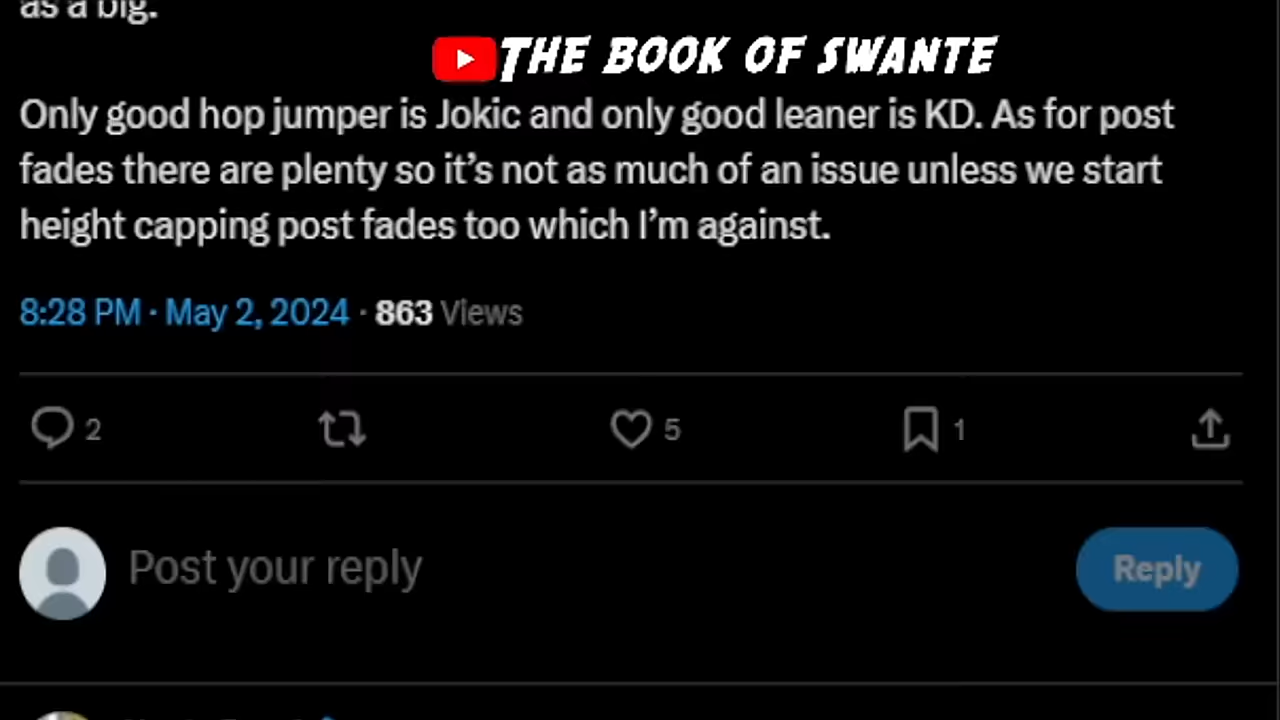 as a big.
THE BOOK OF SWANTE
Only good hop jumper is Jokic and only good leaner is KD. As for post
fades there are plenty so it’s not as much of an issue unless we start
height capping post fades too which I’m against.
8:28 PM · May 2, 2024 · 863 Views
2 5 1
Post your reply Reply